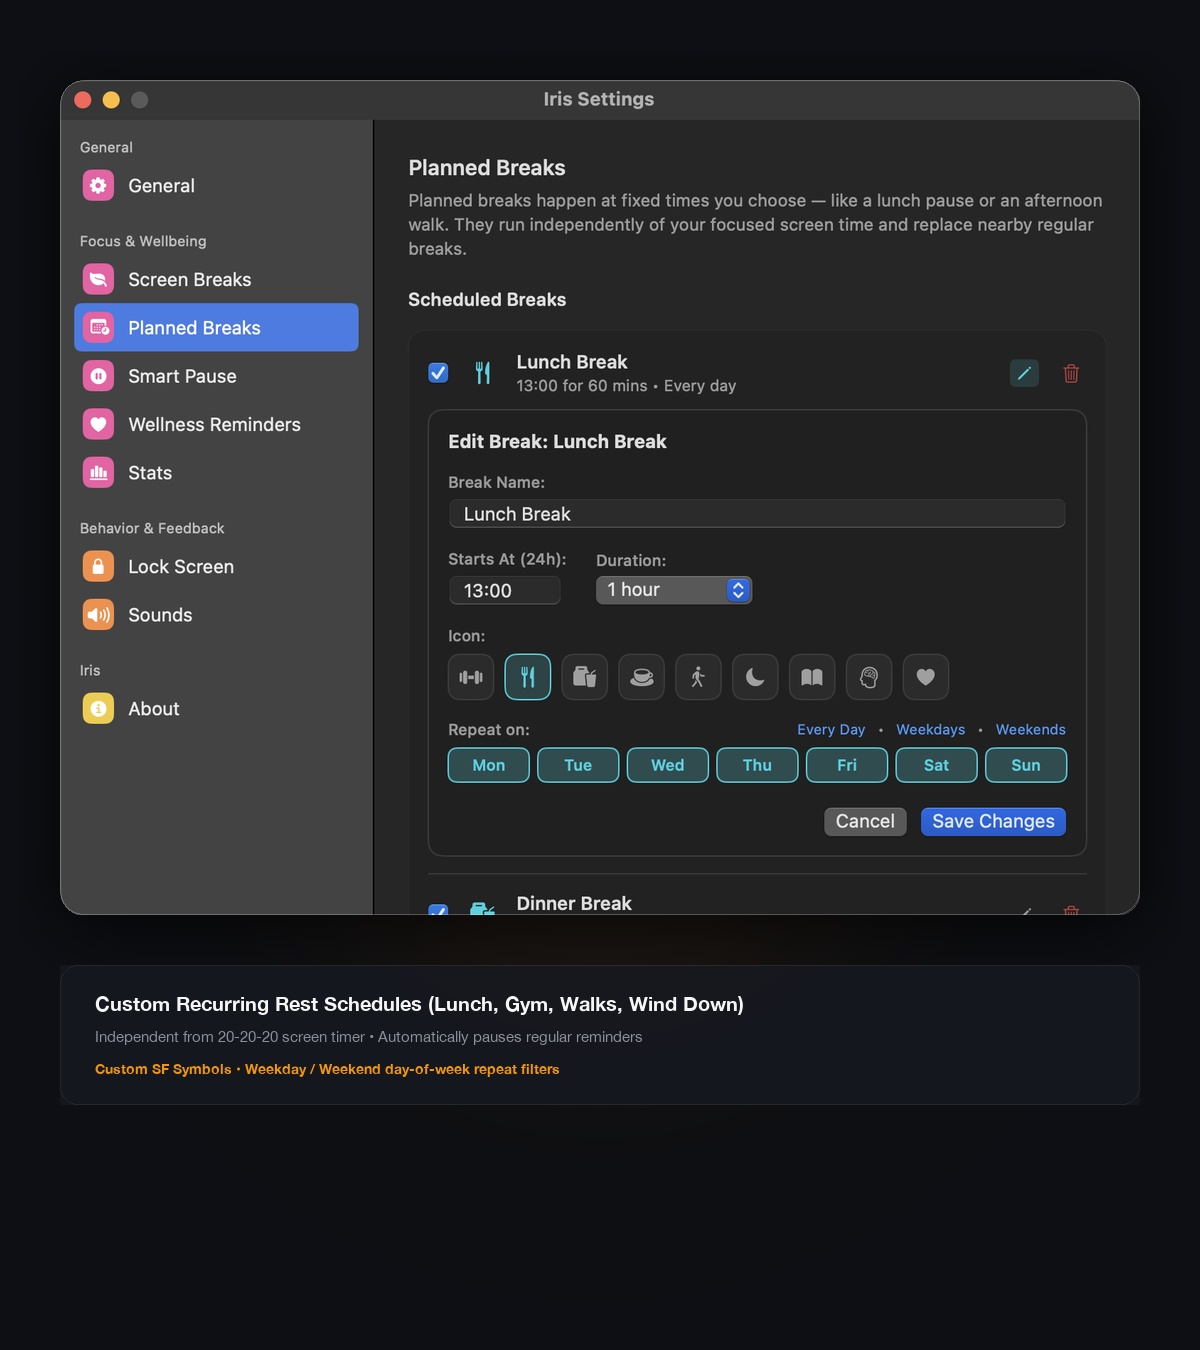 Iris Settings
General
General
Focus & Wellbeing
Screen Breaks
Planned Breaks
Smart Pause
Wellness Reminders
Stats
Behavior & Feedback
Lock Screen
Sounds
Iris
About
Planned Breaks
Planned breaks happen at fixed times you choose — like a lunch pause or an afternoon
walk. They run independently of your focused screen time and replace nearby regular
breaks.
Scheduled Breaks
Lunch Break
13:00 for 60 mins • Every day
Edit Break: Lunch Break
Break Name:
Lunch Break
Starts At (24h): Duration:
13:00 1 hour
Icon:
Repeat on: Every Day • Weekdays • Weekends
Mon Tue Wed Thu Fri Sat Sun
Cancel Save Changes
Dinner Break
Custom Recurring Rest Schedules (Lunch, Gym, Walks, Wind Down)
Independent from 20-20-20 screen timer • Automatically pauses regular reminders
Custom SF Symbols • Weekday / Weekend day-of-week repeat filters